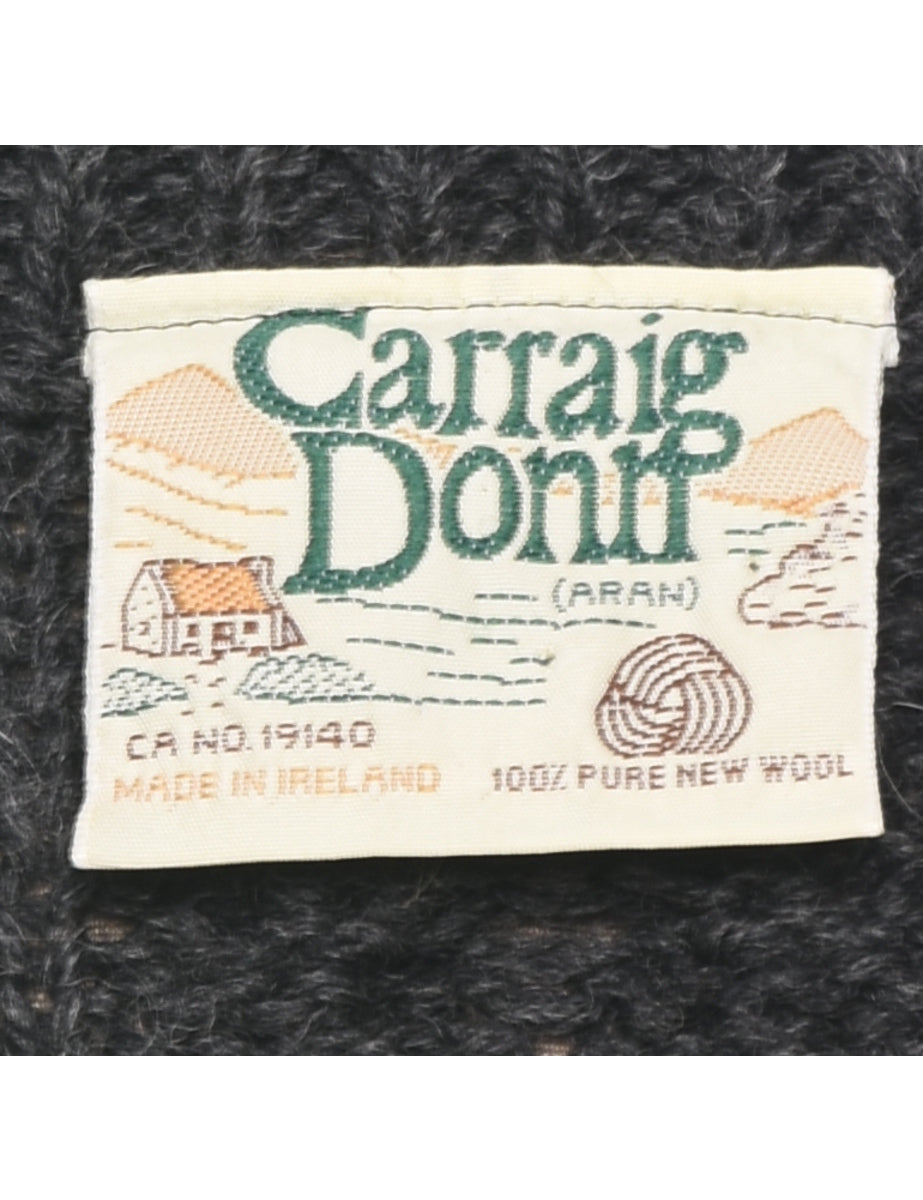 Carraig
Donn
(ARAN)
CA NO. 19140
MADE IN IRELAND
100% PURE NEW WOOL